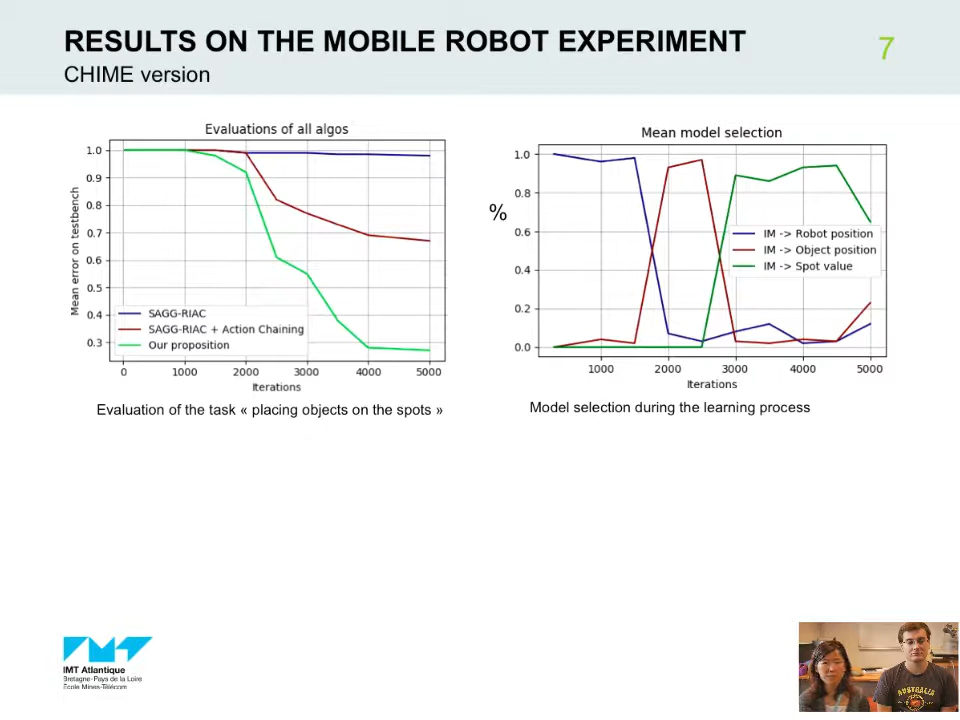 RESULTS ON THE MOBILE ROBOT EXPERIMENT
7
CHIME version
Evaluations of all algos
Mean error on testbench
1.0
0.9
0.8
0.7
0.6
0.5
0.4
0.3
SAGG-RIAC
SAGG-RIAC + Action Chaining
Our proposition
0 1000 2000 3000 4000 5000
Iterations
Evaluation of the task « placing objects on the spots »
Mean model selection
%
1.0
0.8
0.6
0.4
0.2
0.0
IM -> Robot position
IM -> Object position
IM -> Spot value
1000 2000 3000 4000 5000
Iterations
Model selection during the learning process
IMT Atlantique
Bretagne-Pays de la Loire
École Mines-Télécom
AUSTRALIA